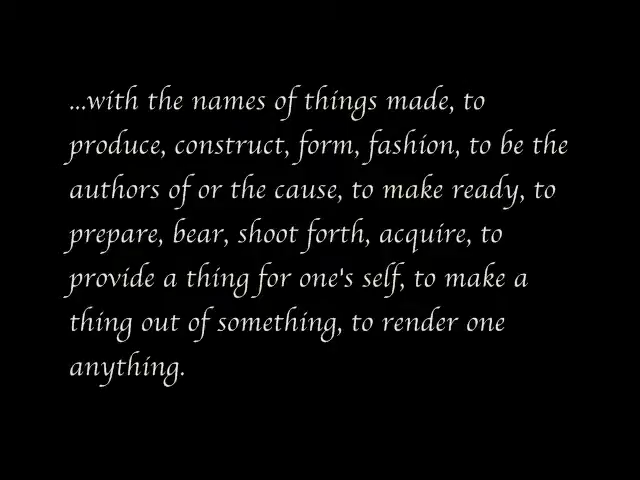 ...with the names of things made, to
produce, construct, form, fashion, to be the
authors of or the cause, to make ready, to
prepare, bear, shoot forth, acquire, to
provide a thing for one's self, to make a
thing out of something, to render one
anything.